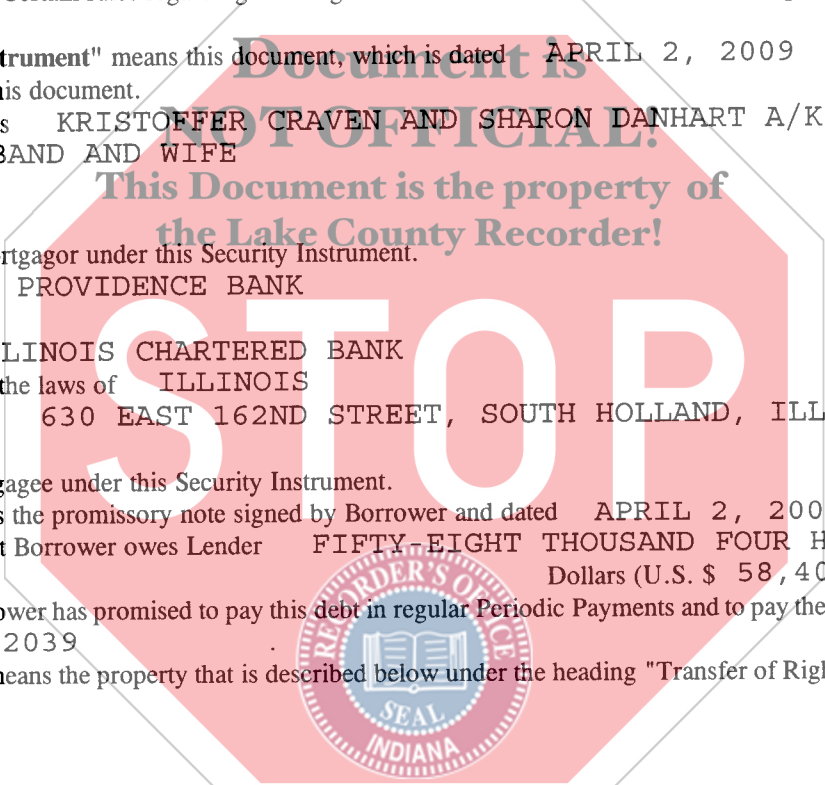 trument" means this document, which is dated APRIL 2, 2009
Document is
his document.
s KRISTOFFER CRAVEN AND SHARON DANHART A/K
NOT OFFICIAL!
BAND AND WIFE
This Document is the property of
the Lake County Recorder!
rtgagor under this Security Instrument.
PROVIDENCE BANK
LINOIS CHARTERED BANK
the laws of ILLINOIS
630 EAST 162ND STREET, SOUTH HOLLAND, ILL
STOP
gagee under this Security Instrument.
s the promissory note signed by Borrower and dated APRIL 2, 200
t Borrower owes Lender FIFTY-EIGHT THOUSAND FOUR H
Dollars (U.S. $ 58,40
ower has promised to pay this debt in regular Periodic Payments and to pay the
2039 .
neans the property that is described below under the heading "Transfer of Righ
RECORDER'S OFFICE
SEAL
INDIANA